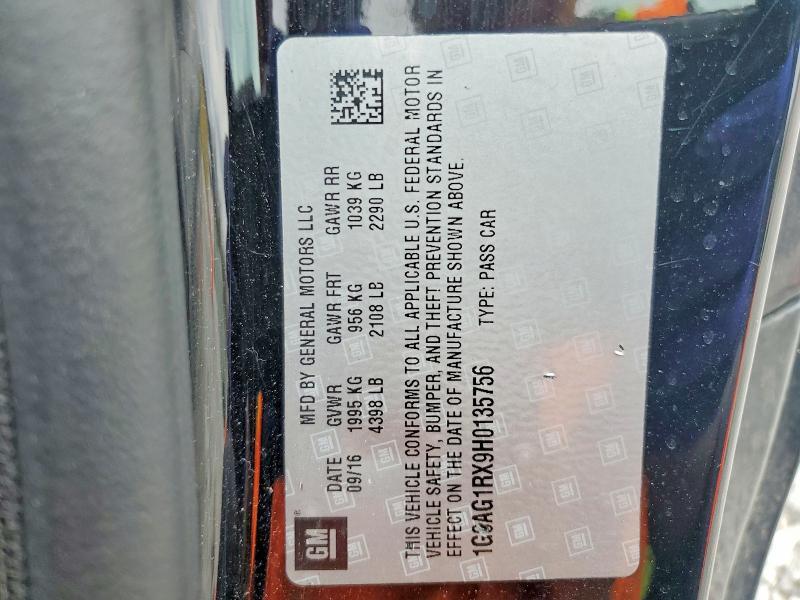 GM®
MFD BY GENERAL MOTORS LLC
DATE GVWR GAWR FRT GAWR RR
09/16 1995 KG 956 KG 1039 KG
4398 LB 2108 LB 2290 LB
THIS VEHICLE CONFORMS TO ALL APPLICABLE U.S. FEDERAL MOTOR
VEHICLE SAFETY, BUMPER, AND THEFT PREVENTION STANDARDS IN
EFFECT ON THE DATE OF MANUFACTURE SHOWN ABOVE.
1G6AG1RX9H0135756 TYPE: PASS CAR